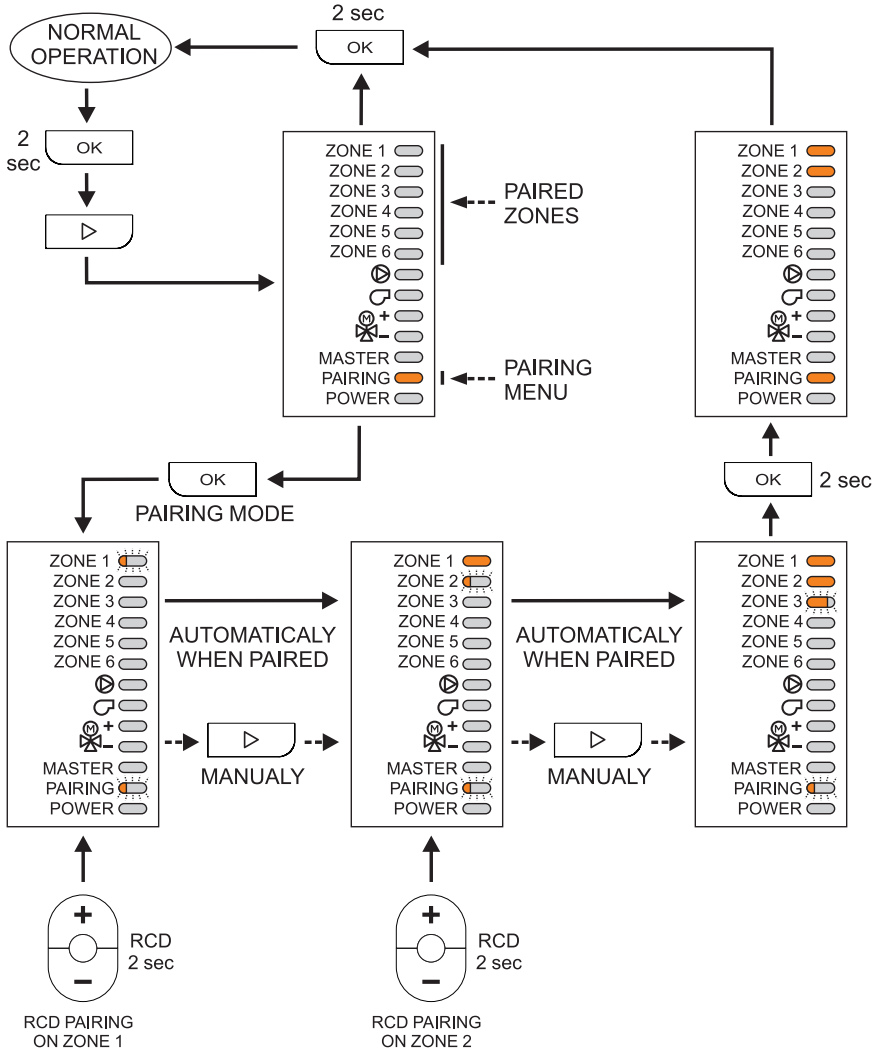 2 sec
NORMAL
OPERATION
OK
2
sec
OK
ZONE 1
ZONE 2
ZONE 3
ZONE 4
ZONE 5
ZONE 6
M
+
−
MASTER
PAIRING
POWER
PAIRED
ZONES
PAIRING
MENU
ZONE 1
ZONE 2
ZONE 3
ZONE 4
ZONE 5
ZONE 6
M
+
−
MASTER
PAIRING
POWER
OK
PAIRING MODE
OK
2 sec
ZONE 1
ZONE 2
ZONE 3
ZONE 4
ZONE 5
ZONE 6
M
+
−
MASTER
PAIRING
POWER
AUTOMATICALY
WHEN PAIRED
MANUALY
ZONE 1
ZONE 2
ZONE 3
ZONE 4
ZONE 5
ZONE 6
M
+
−
MASTER
PAIRING
POWER
AUTOMATICALY
WHEN PAIRED
MANUALY
ZONE 1
ZONE 2
ZONE 3
ZONE 4
ZONE 5
ZONE 6
M
+
−
MASTER
PAIRING
POWER
+
−
RCD
2 sec
RCD PAIRING
ON ZONE 1
+
−
RCD
2 sec
RCD PAIRING
ON ZONE 2